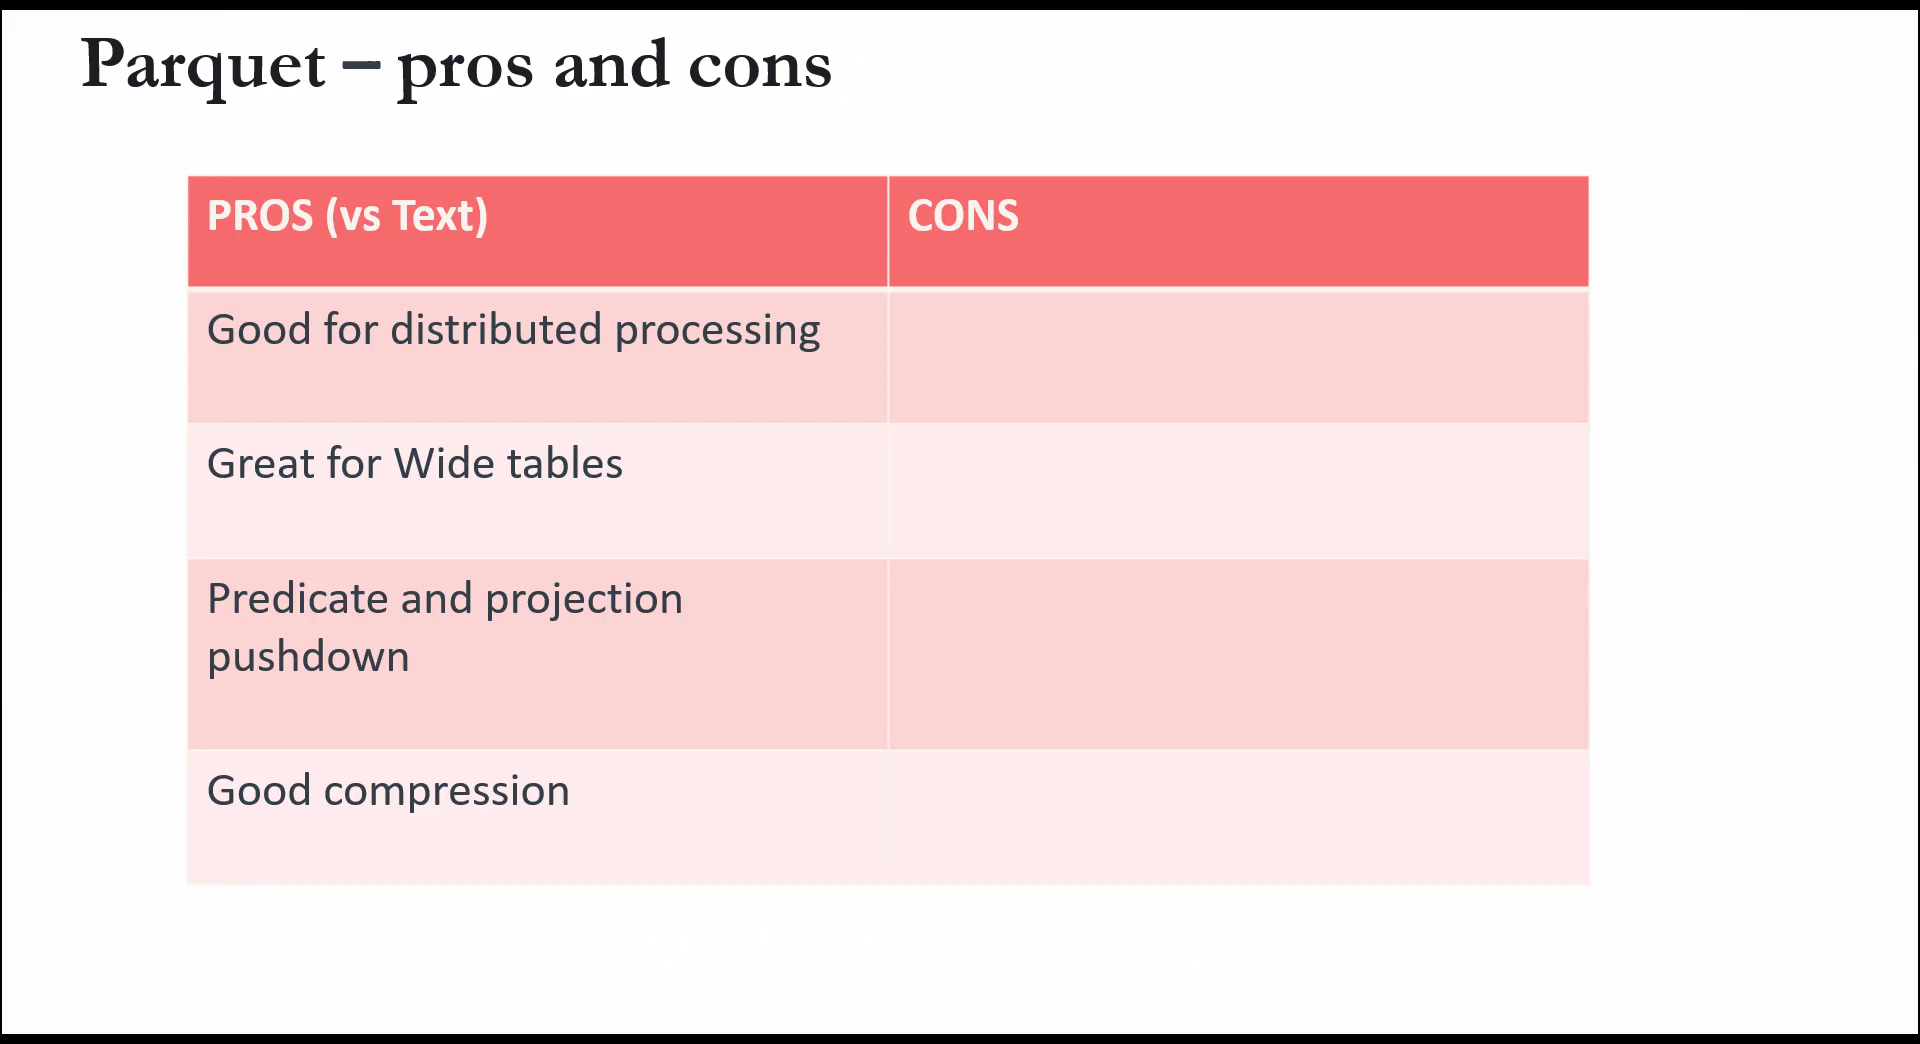 Parquet – pros and cons
PROS (vs Text)
CONS
Good for distributed processing
Great for Wide tables
Predicate and projection
pushdown
Good compression